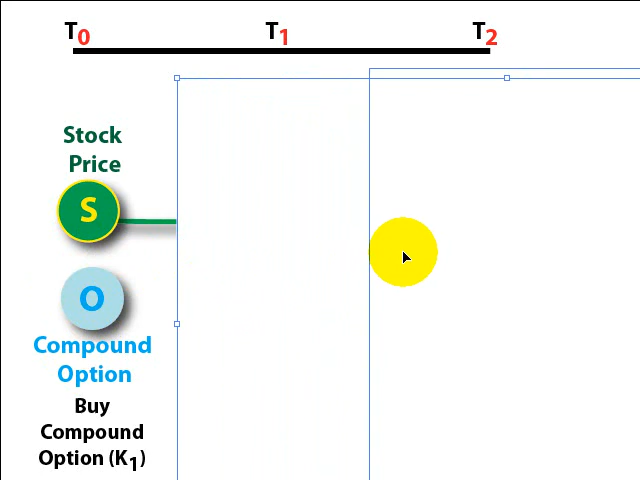 T0 T1 T2
Stock
Price
S
O
Compound
Option
Buy
Compound
Option (K1)